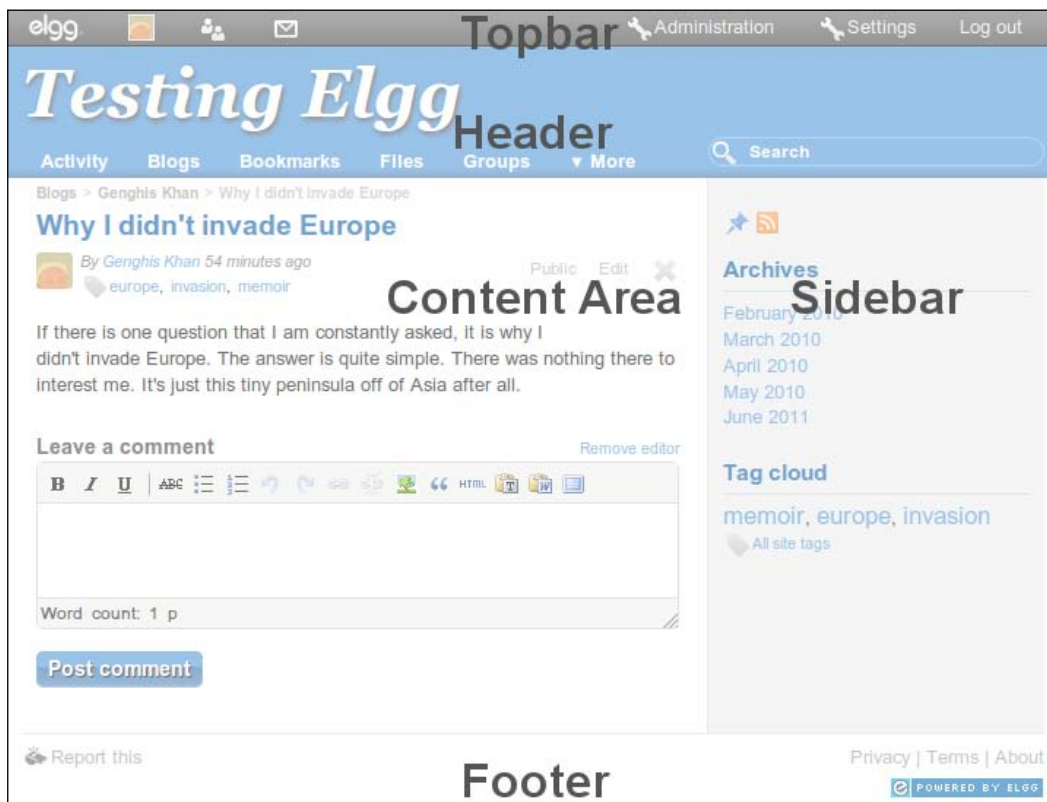 elgg Topbar Administration Settings Log out
Testing Elgg
Header
Activity Blogs Bookmarks Files Groups ▾ More Search
Blogs > Genghis Khan > Why I didn't invade Europe
Why I didn't invade Europe
By Genghis Khan 54 minutes ago
Public Edit
europe, invasion, memoir
Content Area
If there is one question that I am constantly asked, it is why I
didn't invade Europe. The answer is quite simple. There was nothing there to
interest me. It's just this tiny peninsula off of Asia after all.
Leave a comment Remove editor
B I U ABC HTML T W
Word count: 1 p
Post comment
Archives
Sidebar
February 2010
March 2010
April 2010
May 2010
June 2011
Tag cloud
memoir, europe, invasion
All site tags
Report this Privacy | Terms | About
Footer
POWERED BY ELGG